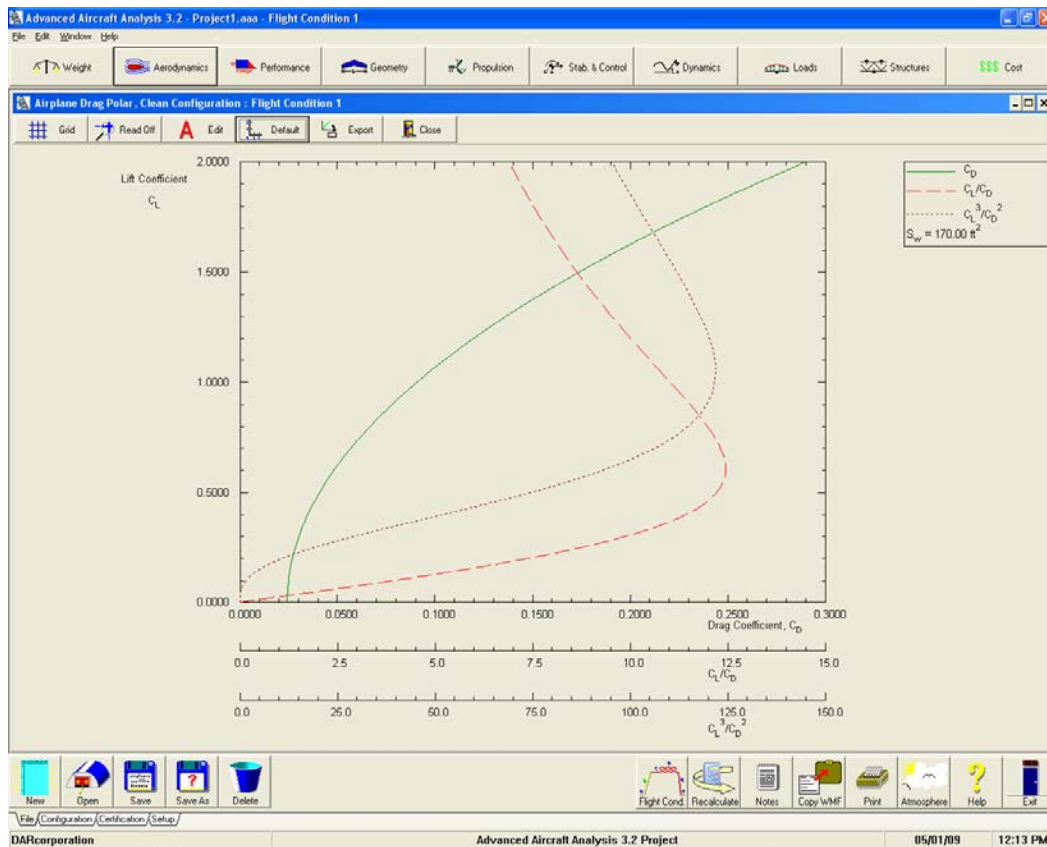 Advanced Aircraft Analysis 3.2 - Project1.aaa - Flight Condition 1
File Edit Window Help
Weight Aerodynamics Performance Geometry Propulsion Stab. & Control Dynamics Loads Structures $$$ Cost
Airplane Drag Polar, Clean Configuration : Flight Condition 1
Grid Read Off A Edit Default Export Close
Lift Coefficient
C_L
2.0000
1.5000
1.0000
0.5000
0.0000
C_D
C_L/C_D
C_L^3/C_D^2
S_w = 170.00 ft^2
0.0000 0.0500 0.1000 0.1500 0.2000 0.2500 0.3000
Drag Coefficient, C_D
0.0 2.5 5.0 7.5 10.0 12.5 15.0
C_L/C_D
0.0 25.0 50.0 75.0 100.0 125.0 150.0
C_L^3/C_D^2
New Open Save Save As Delete Flight Cond. Recalculate Notes Copy WMF Print Atmosphere Help Exit
File Configuration Certification Setup
DARcorporation Advanced Aircraft Analysis 3.2 Project 05/01/09 12:13 PM